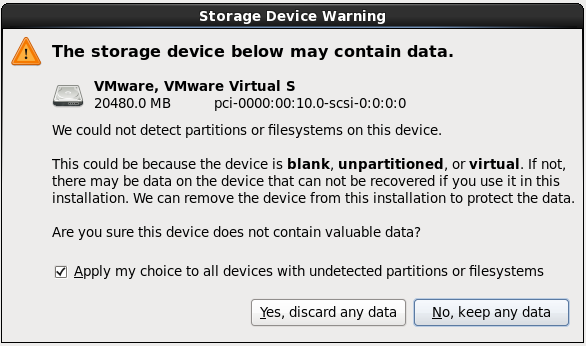 Storage Device Warning
The storage device below may contain data.
VMware, VMware Virtual S
20480.0 MB pci-0000:00:10.0-scsi-0:0:0:0
We could not detect partitions or filesystems on this device.
This could be because the device is blank, unpartitioned, or virtual. If not,
there may be data on the device that can not be recovered if you use it in this
installation. We can remove the device from this installation to protect the data.
Are you sure this device does not contain valuable data?
Apply my choice to all devices with undetected partitions or filesystems
Yes, discard any data No, keep any data